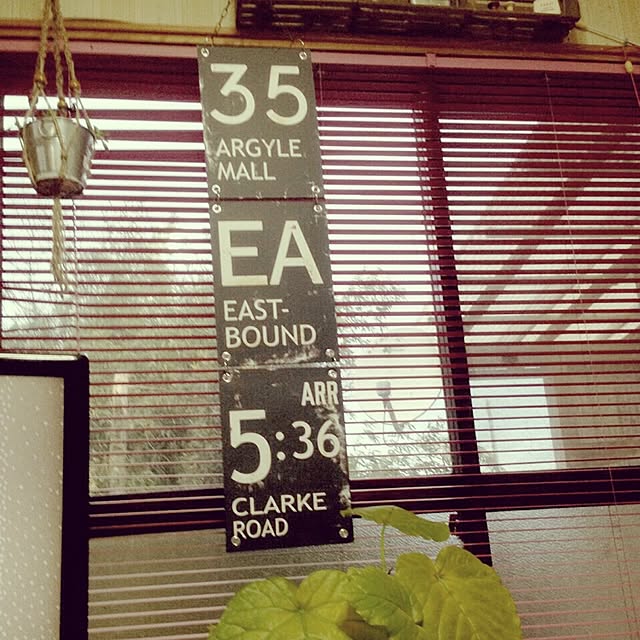 35
ARGYLE
MALL
EA
EAST-
BOUND
ARR
5:36
CLARKE
ROAD